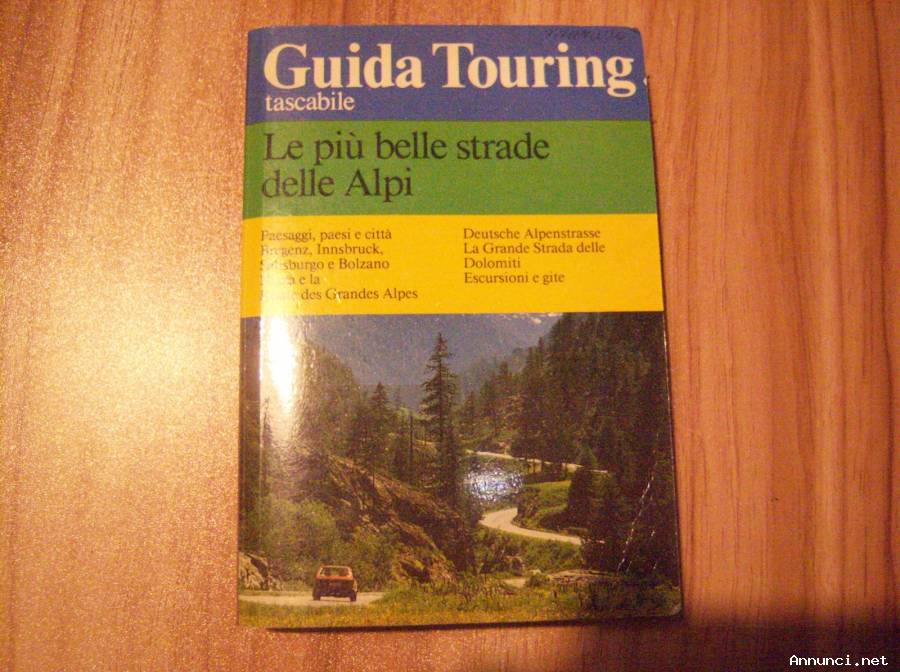 Guida Touring
tascabile
Le più belle strade
delle Alpi
Paesaggi, paesi e città
Bregenz, Innsbruck,
Salisburgo e Bolzano
e la
des Grandes Alpes
Deutsche Alpenstrasse
La Grande Strada delle
Dolomiti
Escursioni e gite
Annunci.net